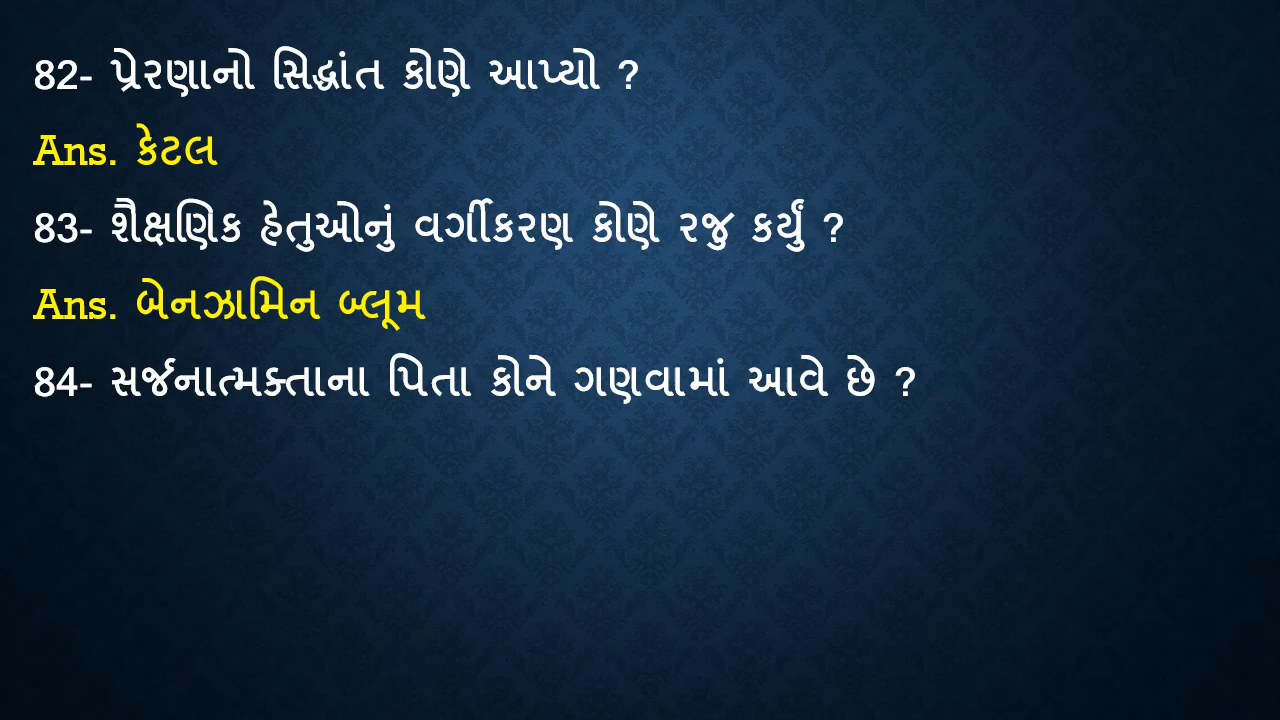 82- પ્રેરણાનો સિદ્ધાંત કોણે આપ્યો ?
Ans. કેટલ
83- શૈક્ષણિક હેતુઓનું વર્ગીકરણ કોણે રજુ કર્યું ?
Ans. બેનઝામિન બ્લૂમ
84- સર્જનાત્મક્તાના પિતા કોને ગણવામાં આવે છે ?